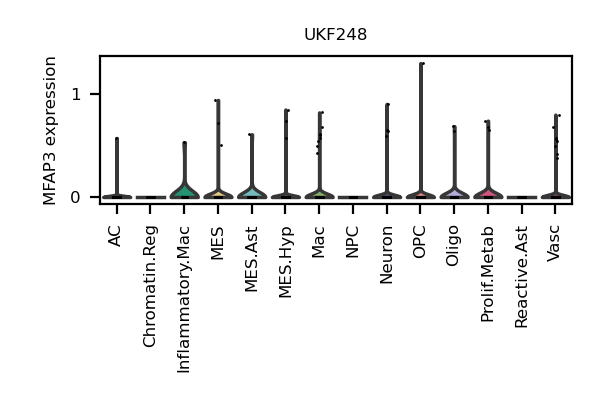 UKF248
MFAP3 expression
1
0
AC
Chromatin.Reg
Inflammatory.Mac
MES
MES.Ast
MES.Hyp
Mac
NPC
Neuron
OPC
Oligo
Prolif.Metab
Reactive.Ast
Vasc